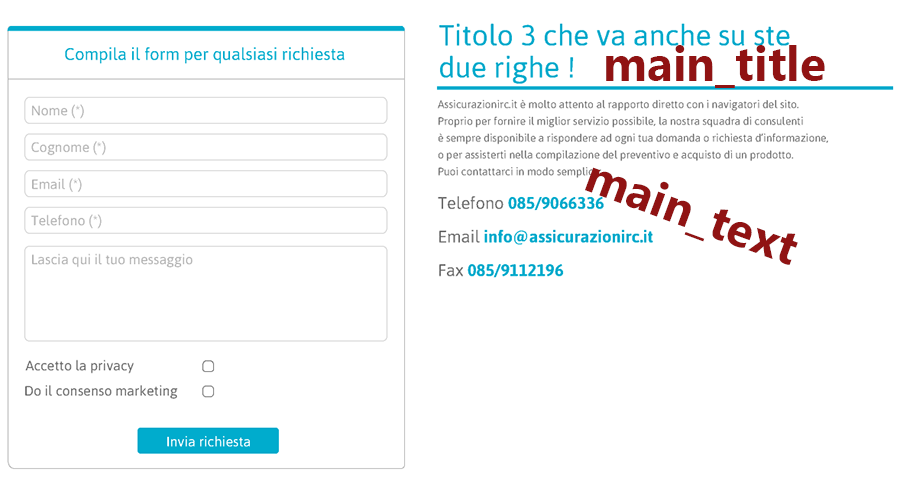 Compila il form per qualsiasi richiesta
Nome (*)
Cognome (*)
Email (*)
Telefono (*)
Lascia qui il tuo messaggio
Accetto la privacy
Do il consenso marketing
Invia richiesta
Titolo 3 che va anche su ste
due righe !
main_title
Assicurazionirc.it è molto attento al rapporto diretto con i navigatori del sito.
Proprio per fornire il miglior servizio possibile, la nostra squadra di consulenti
è sempre disponibile a rispondere ad ogni tua domanda o richiesta d'informazione,
o per assisterti nella compilazione del preventivo e acquisto di un prodotto.
Puoi contattarci in modo semplice
main_text
Telefono 085/9066336
Email info@assicurazionirc.it
Fax 085/9112196